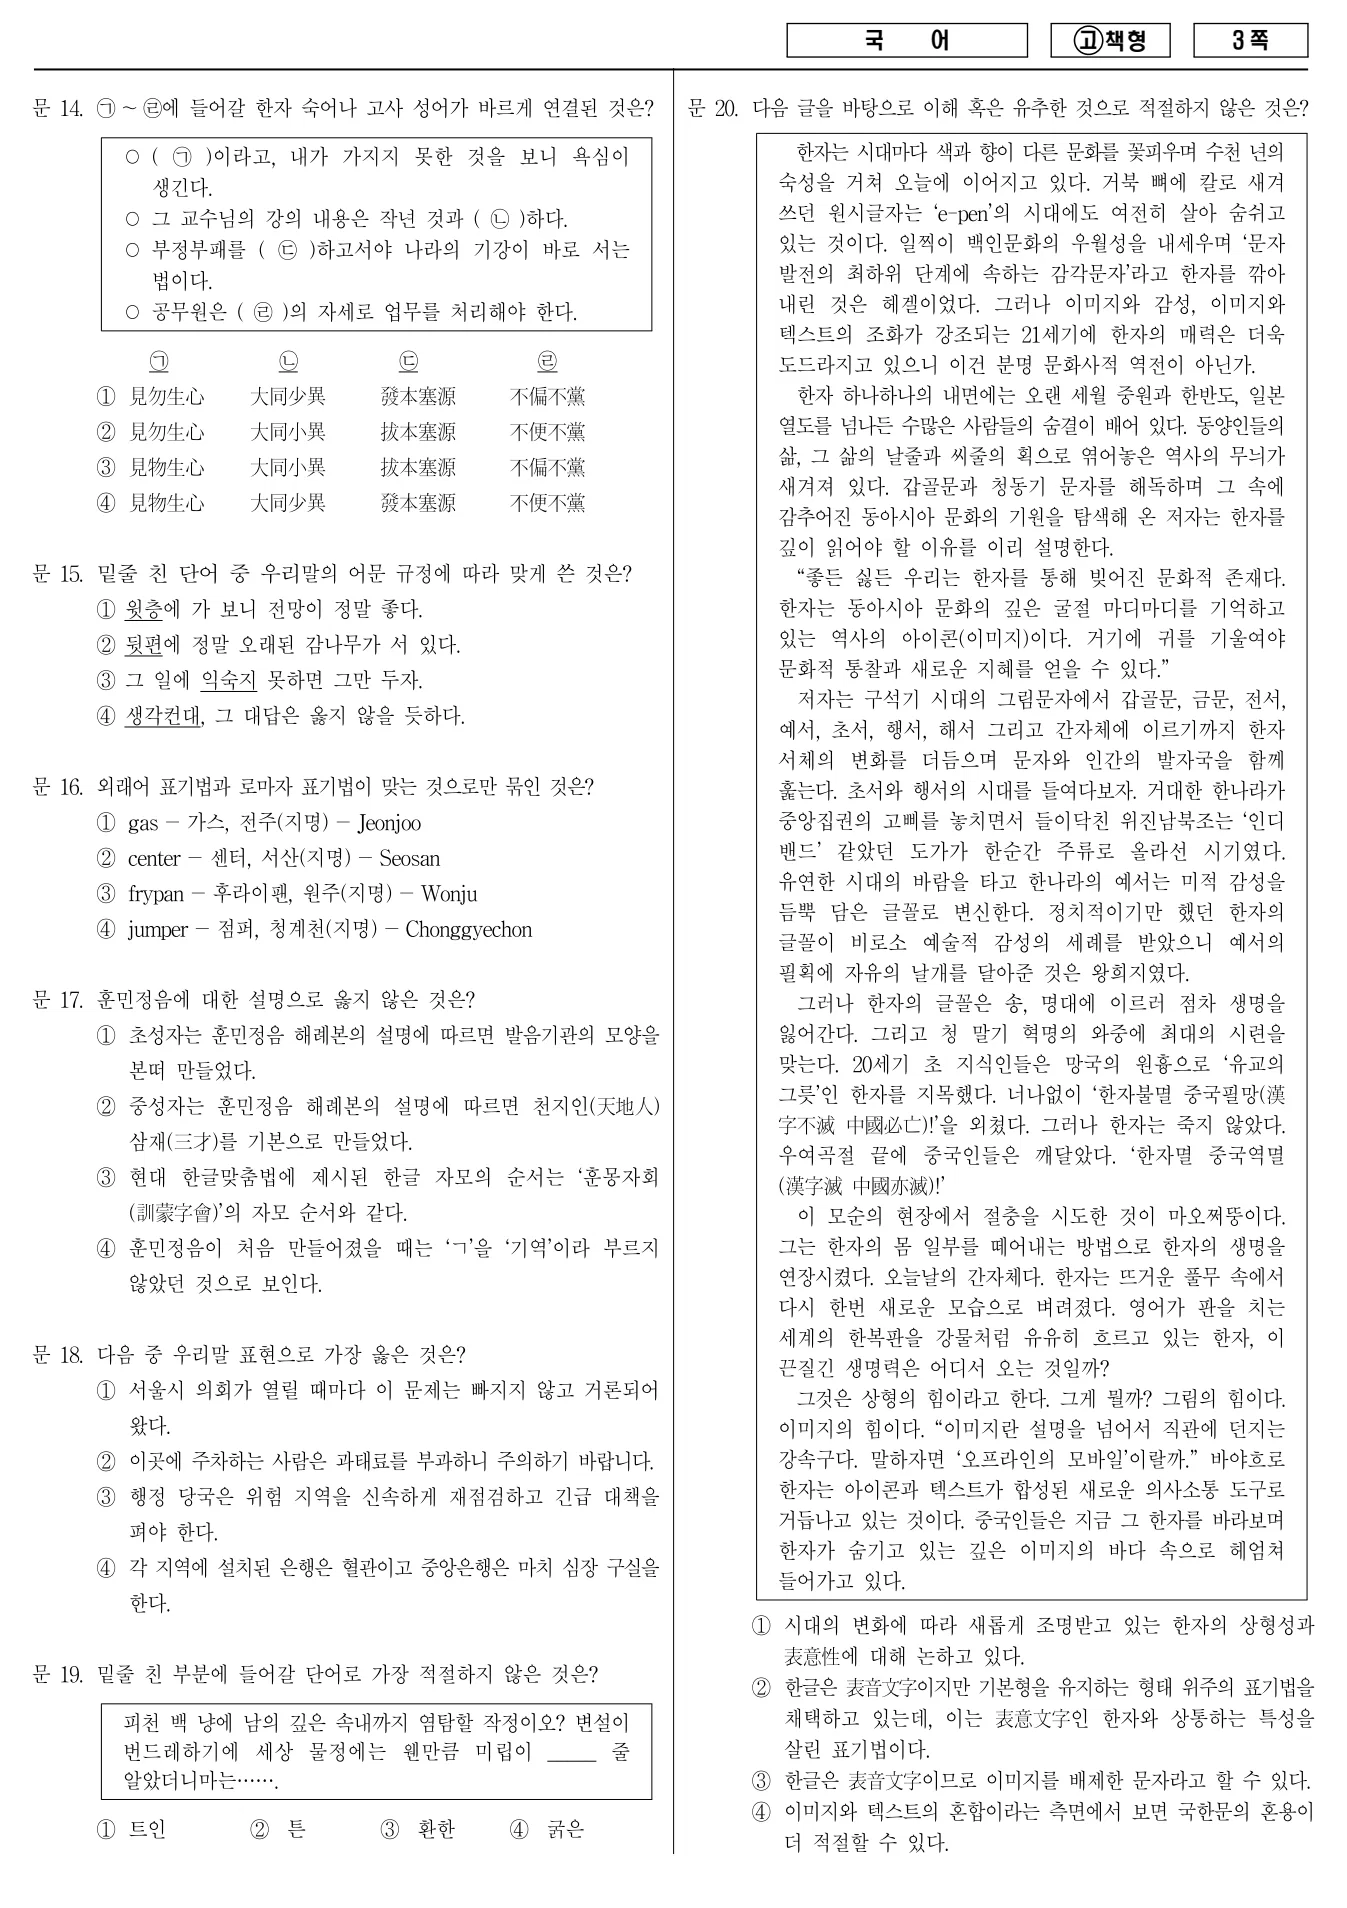 국 어
고책형
3쪽
문 14. ㉠ ~ ㉣에 들어갈 한자 숙어나 고사 성어가 바르게 연결된 것은?
○ ( ㉠ )이라고, 내가 가지지 못한 것을 보니 욕심이
생긴다.
○ 그 교수님의 강의 내용은 작년 것과 ( ㉡ )하다.
○ 부정부패를 ( ㉢ )하고서야 나라의 기강이 바로 서는
법이다.
○ 공무원은 ( ㉣ )의 자세로 업무를 처리해야 한다.
㉠ ㉡ ㉢ ㉣
① 見勿生心 大同少異 發本塞源 不偏不黨
② 見勿生心 大同小異 拔本塞源 不便不黨
③ 見物生心 大同小異 拔本塞源 不偏不黨
④ 見物生心 大同少異 發本塞源 不便不黨
문 15. 밑줄 친 단어 중 우리말의 어문 규정에 따라 맞게 쓴 것은?
① 윗층에 가 보니 전망이 정말 좋다.
② 뒷편에 정말 오래된 감나무가 서 있다.
③ 그 일에 익숙지 못하면 그만 두자.
④ 생각컨대, 그 대답은 옳지 않을 듯하다.
문 16. 외래어 표기법과 로마자 표기법이 맞는 것으로만 묶인 것은?
① gas － 가스, 전주(지명) － Jeonjoo
② center － 센터, 서산(지명) － Seosan
③ frypan － 후라이팬, 원주(지명) － Wonju
④ jumper － 점퍼, 청계천(지명) － Chonggyechon
문 17. 훈민정음에 대한 설명으로 옳지 않은 것은?
① 초성자는 훈민정음 해례본의 설명에 따르면 발음기관의 모양을
본떠 만들었다.
② 중성자는 훈민정음 해례본의 설명에 따르면 천지인(天地人)
삼재(三才)를 기본으로 만들었다.
③ 현대 한글맞춤법에 제시된 한글 자모의 순서는 ‘훈몽자회
(訓蒙字會)’의 자모 순서와 같다.
④ 훈민정음이 처음 만들어졌을 때는 ‘ㄱ’을 ‘기역’이라 부르지
않았던 것으로 보인다.
문 18. 다음 중 우리말 표현으로 가장 옳은 것은?
① 서울시 의회가 열릴 때마다 이 문제는 빠지지 않고 거론되어
왔다.
② 이곳에 주차하는 사람은 과태료를 부과하니 주의하기 바랍니다.
③ 행정 당국은 위험 지역을 신속하게 재점검하고 긴급 대책을
펴야 한다.
④ 각 지역에 설치된 은행은 혈관이고 중앙은행은 마치 심장 구실을
한다.
문 19. 밑줄 친 부분에 들어갈 단어로 가장 적절하지 않은 것은?
피천 백 냥에 남의 깊은 속내까지 염탐할 작정이오? 변설이
번드레하기에 세상 물정에는 웬만큼 미립이 _____ 줄
알았더니마는⋯⋯.
① 트인 ② 튼 ③ 환한 ④ 굵은
문 20. 다음 글을 바탕으로 이해 혹은 유추한 것으로 적절하지 않은 것은?
한자는 시대마다 색과 향이 다른 문화를 꽃피우며 수천 년의
숙성을 거쳐 오늘에 이어지고 있다. 거북 뼈에 칼로 새겨
쓰던 원시글자는 ‘e-pen’의 시대에도 여전히 살아 숨쉬고
있는 것이다. 일찍이 백인문화의 우월성을 내세우며 ‘문자
발전의 최하위 단계에 속하는 감각문자’라고 한자를 깎아
내린 것은 헤겔이었다. 그러나 이미지와 감성, 이미지와
텍스트의 조화가 강조되는 21세기에 한자의 매력은 더욱
도드라지고 있으니 이건 분명 문화사적 역전이 아닌가.
한자 하나하나의 내면에는 오랜 세월 중원과 한반도, 일본
열도를 넘나든 수많은 사람들의 숨결이 배어 있다. 동양인들의
삶, 그 삶의 날줄과 씨줄의 획으로 엮어놓은 역사의 무늬가
새겨져 있다. 갑골문과 청동기 문자를 해독하며 그 속에
감추어진 동아시아 문화의 기원을 탐색해 온 저자는 한자를
깊이 읽어야 할 이유를 이리 설명한다.
“좋든 싫든 우리는 한자를 통해 빚어진 문화적 존재다.
한자는 동아시아 문화의 깊은 굴절 마디마디를 기억하고
있는 역사의 아이콘(이미지)이다. 거기에 귀를 기울여야
문화적 통찰과 새로운 지혜를 얻을 수 있다.”
저자는 구석기 시대의 그림문자에서 갑골문, 금문, 전서,
예서, 초서, 행서, 해서 그리고 간자체에 이르기까지 한자
서체의 변화를 더듬으며 문자와 인간의 발자국을 함께
훑는다. 초서와 행서의 시대를 들여다보자. 거대한 한나라가
중앙집권의 고삐를 놓치면서 들이닥친 위진남북조는 ‘인디
밴드’ 같았던 도가가 한순간 주류로 올라선 시기였다.
유연한 시대의 바람을 타고 한나라의 예서는 미적 감성을
듬뿍 담은 글꼴로 변신한다. 정치적이기만 했던 한자의
글꼴이 비로소 예술적 감성의 세례를 받았으니 예서의
필획에 자유의 날개를 달아준 것은 왕희지였다.
그러나 한자의 글꼴은 송, 명대에 이르러 점차 생명을
잃어간다. 그리고 청 말기 혁명의 와중에 최대의 시련을
맞는다. 20세기 초 지식인들은 망국의 원흉으로 ‘유교의
그릇’인 한자를 지목했다. 너나없이 ‘한자불멸 중국필망(漢
字不滅 中國必亡)!’을 외쳤다. 그러나 한자는 죽지 않았다.
우여곡절 끝에 중국인들은 깨달았다. ‘한자멸 중국역멸
(漢字滅 中國亦滅)!’
이 모순의 현장에서 절충을 시도한 것이 마오쩌뚱이다.
그는 한자의 몸 일부를 떼어내는 방법으로 한자의 생명을
연장시켰다. 오늘날의 간자체다. 한자는 뜨거운 풀무 속에서
다시 한번 새로운 모습으로 벼려졌다. 영어가 판을 치는
세계의 한복판을 강물처럼 유유히 흐르고 있는 한자, 이
끈질긴 생명력은 어디서 오는 것일까?
그것은 상형의 힘이라고 한다. 그게 뭘까? 그림의 힘이다.
이미지의 힘이다. “이미지란 설명을 넘어서 직관에 던지는
강속구다. 말하자면 ‘오프라인의 모바일’이랄까.” 바야흐로
한자는 아이콘과 텍스트가 합성된 새로운 의사소통 도구로
거듭나고 있는 것이다. 중국인들은 지금 그 한자를 바라보며
한자가 숨기고 있는 깊은 이미지의 바다 속으로 헤엄쳐
들어가고 있다.
① 시대의 변화에 따라 새롭게 조명받고 있는 한자의 상형성과
表意性에 대해 논하고 있다.
② 한글은 表音文字이지만 기본형을 유지하는 형태 위주의 표기법을
채택하고 있는데, 이는 表意文字인 한자와 상통하는 특성을
살린 표기법이다.
③ 한글은 表音文字이므로 이미지를 배제한 문자라고 할 수 있다.
④ 이미지와 텍스트의 혼합이라는 측면에서 보면 국한문의 혼용이
더 적절할 수 있다.